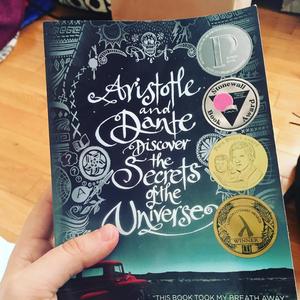 Aristotle
and
Dante
Discover
the
Secrets
of the
Universe
P
Stonewall
Book
Award
WINNER
"THIS BOOK TOOK MY BREATH AWAY.